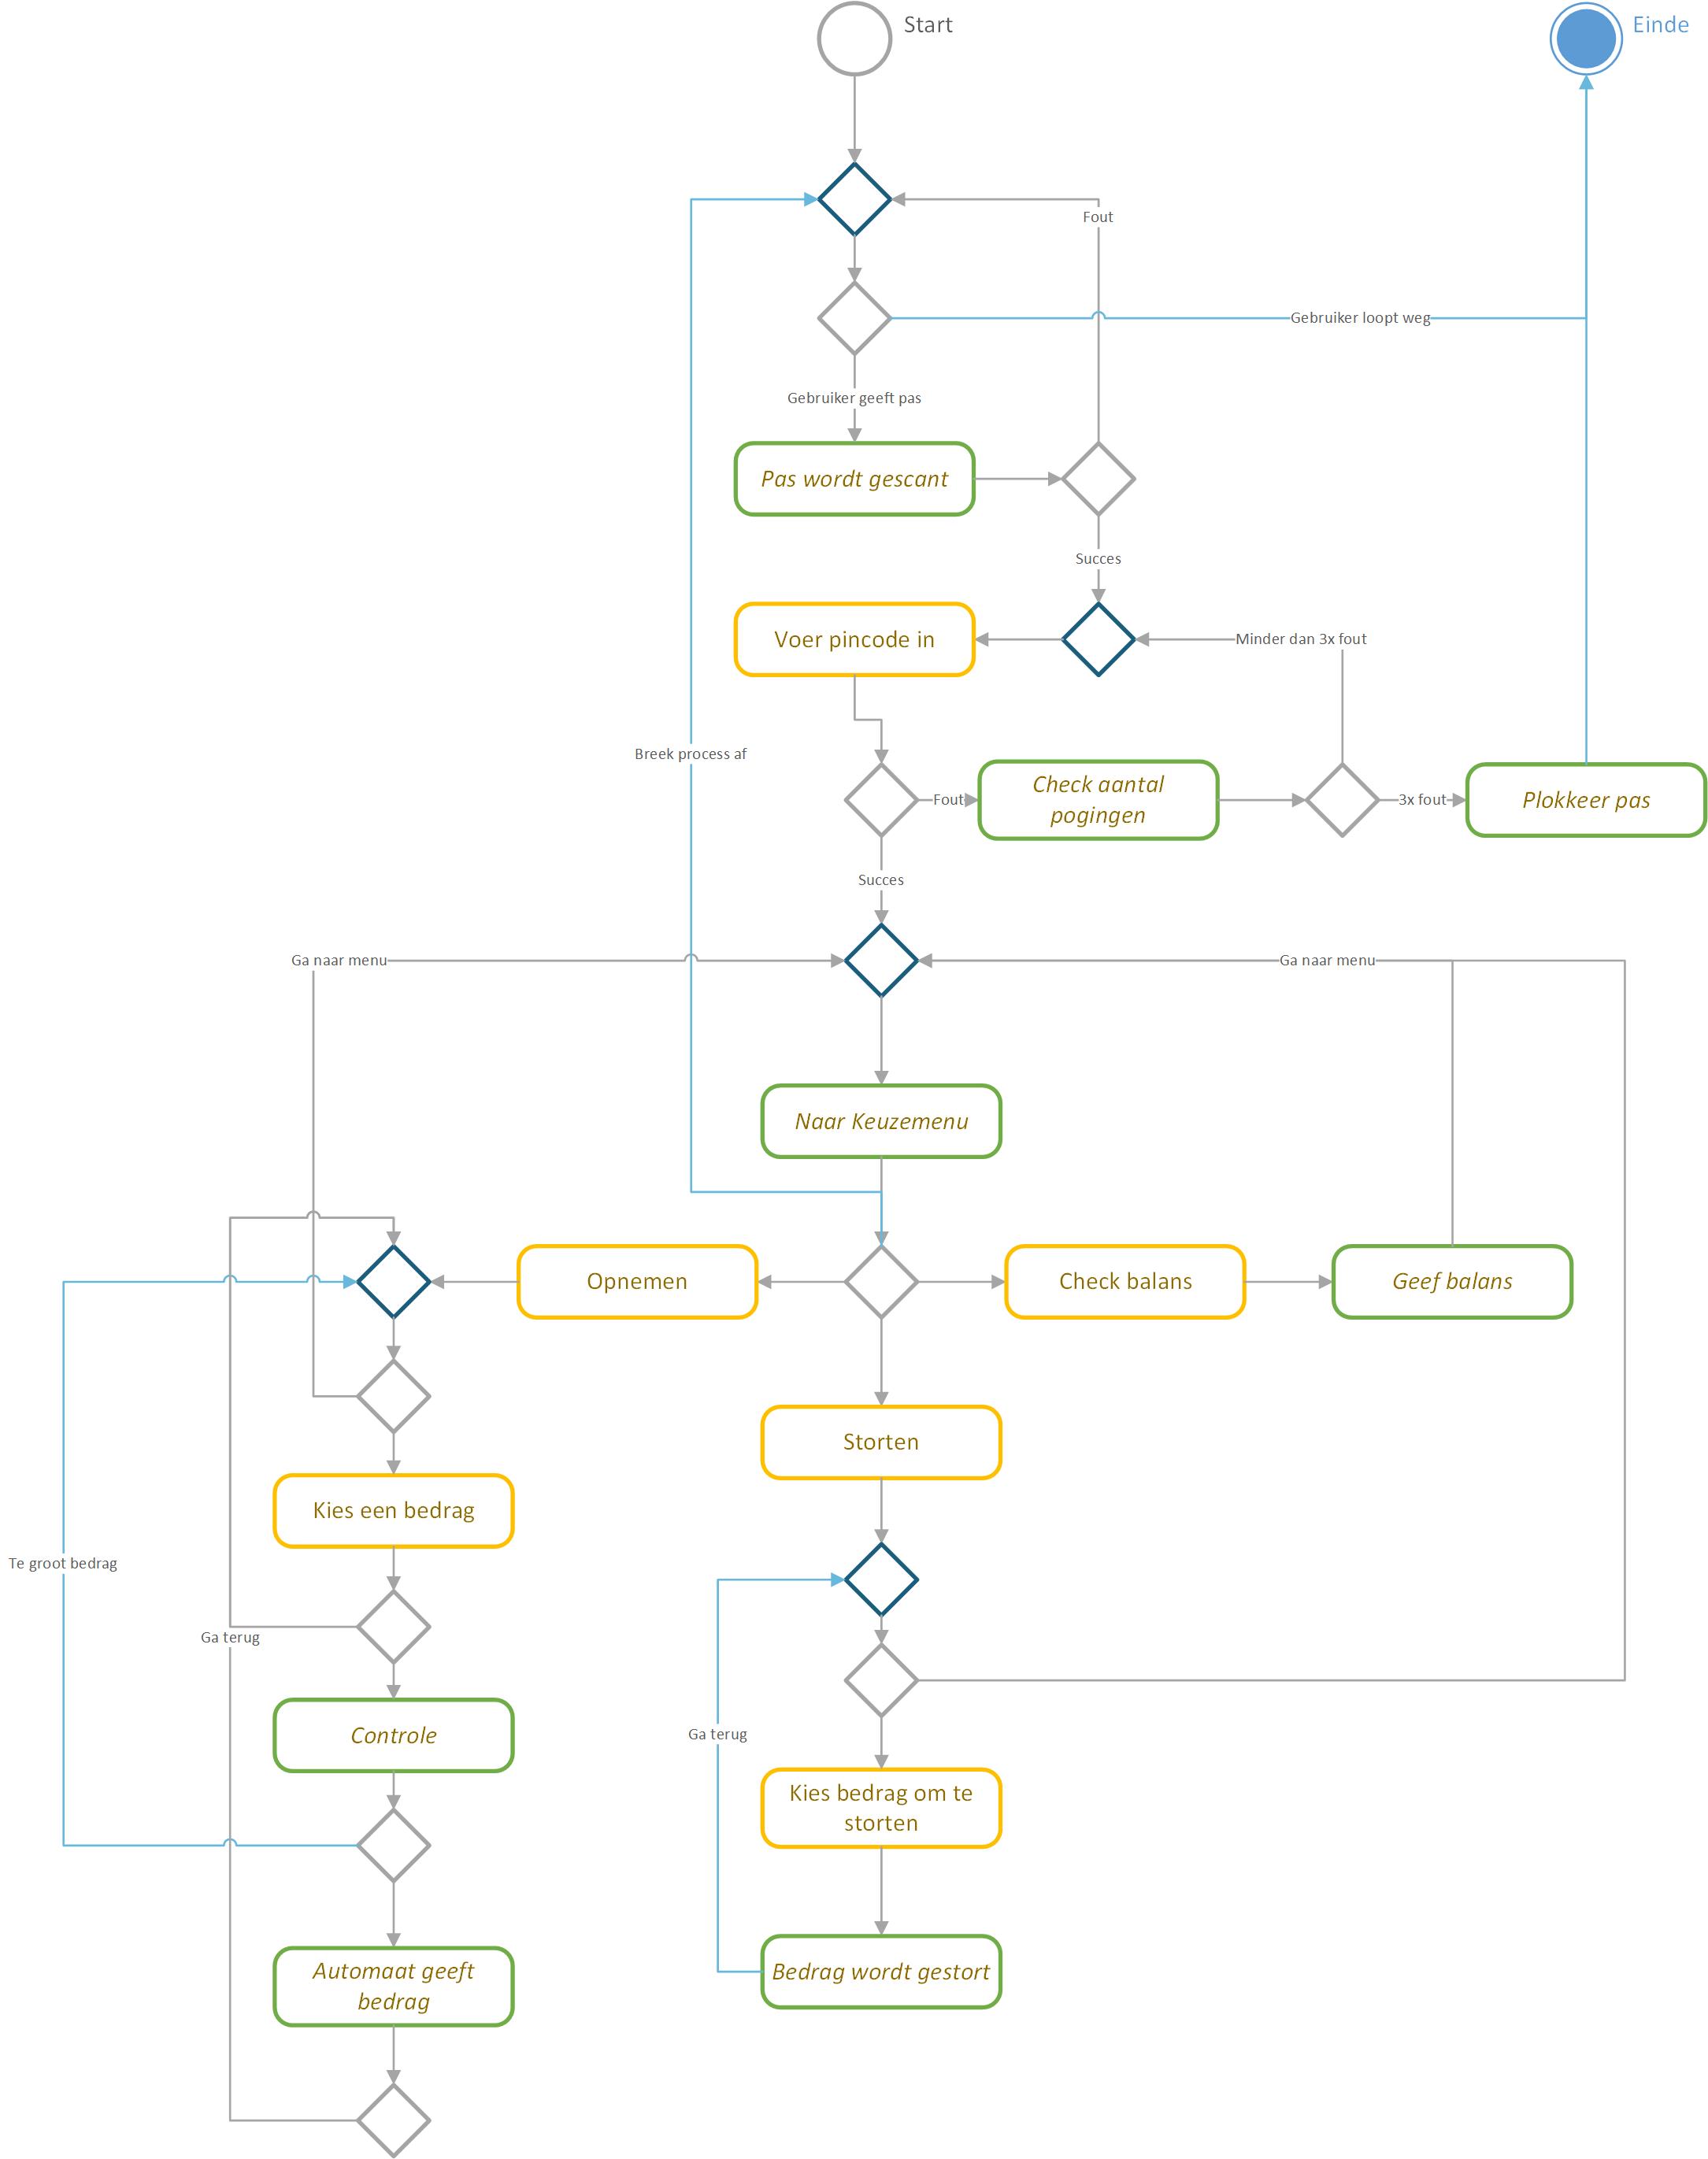 Start
Einde
Fout
Gebruiker loopt weg
Gebruiker geeft pas
Pas wordt gescant
Succes
Voer pincode in
Minder dan 3x fout
Breek process af
Fout
Check aantal
pogingen
3x fout
Plokkeer pas
Succes
Ga naar menu
Ga naar menu
Naar Keuzemenu
Opnemen
Check balans
Geef balans
Storten
Kies een bedrag
Te groot bedrag
Ga terug
Controle
Ga terug
Kies bedrag om te
storten
Automaat geeft
bedrag
Bedrag wordt gestort